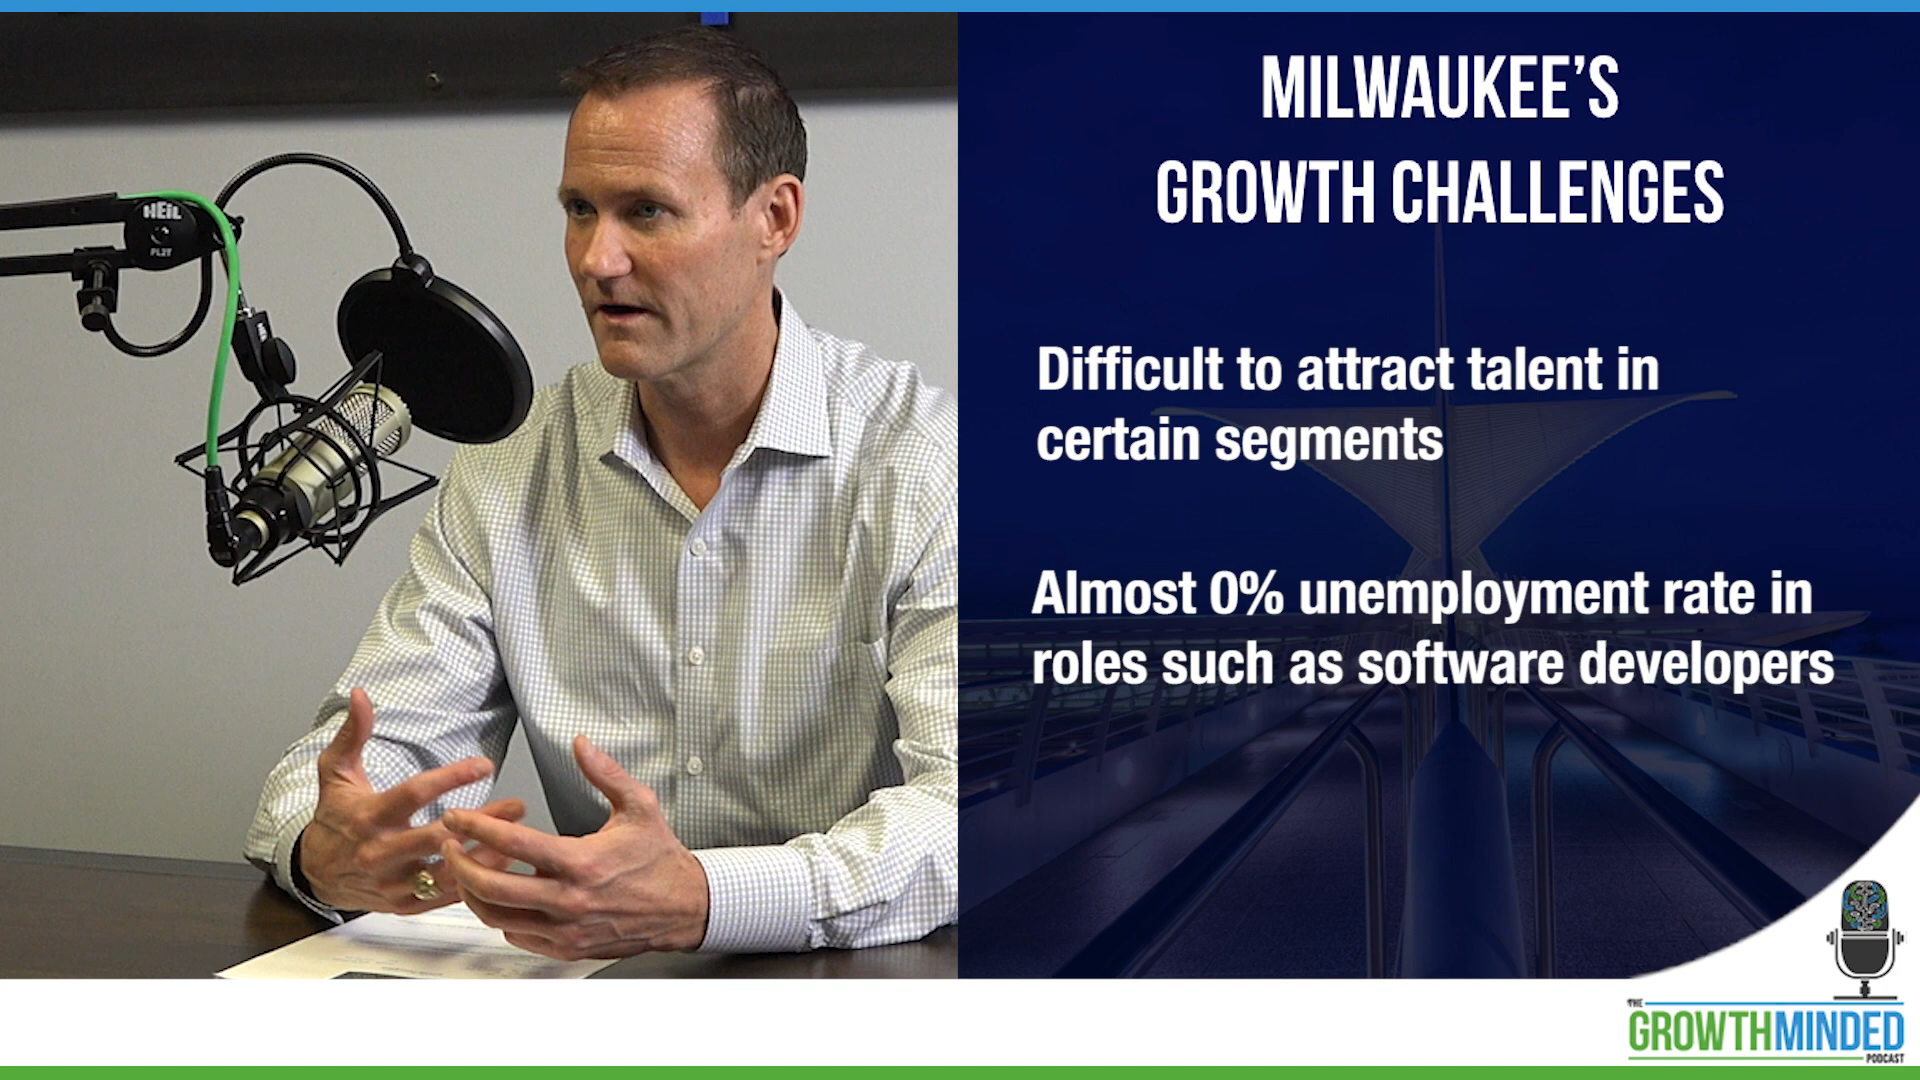 HEiL
PL2T
MILWAUKEE'S
GROWTH CHALLENGES
Difficult to attract talent in
certain segments
Almost 0% unemployment rate in
roles such as software developers
THE
GROWTHMINDED
PODCAST